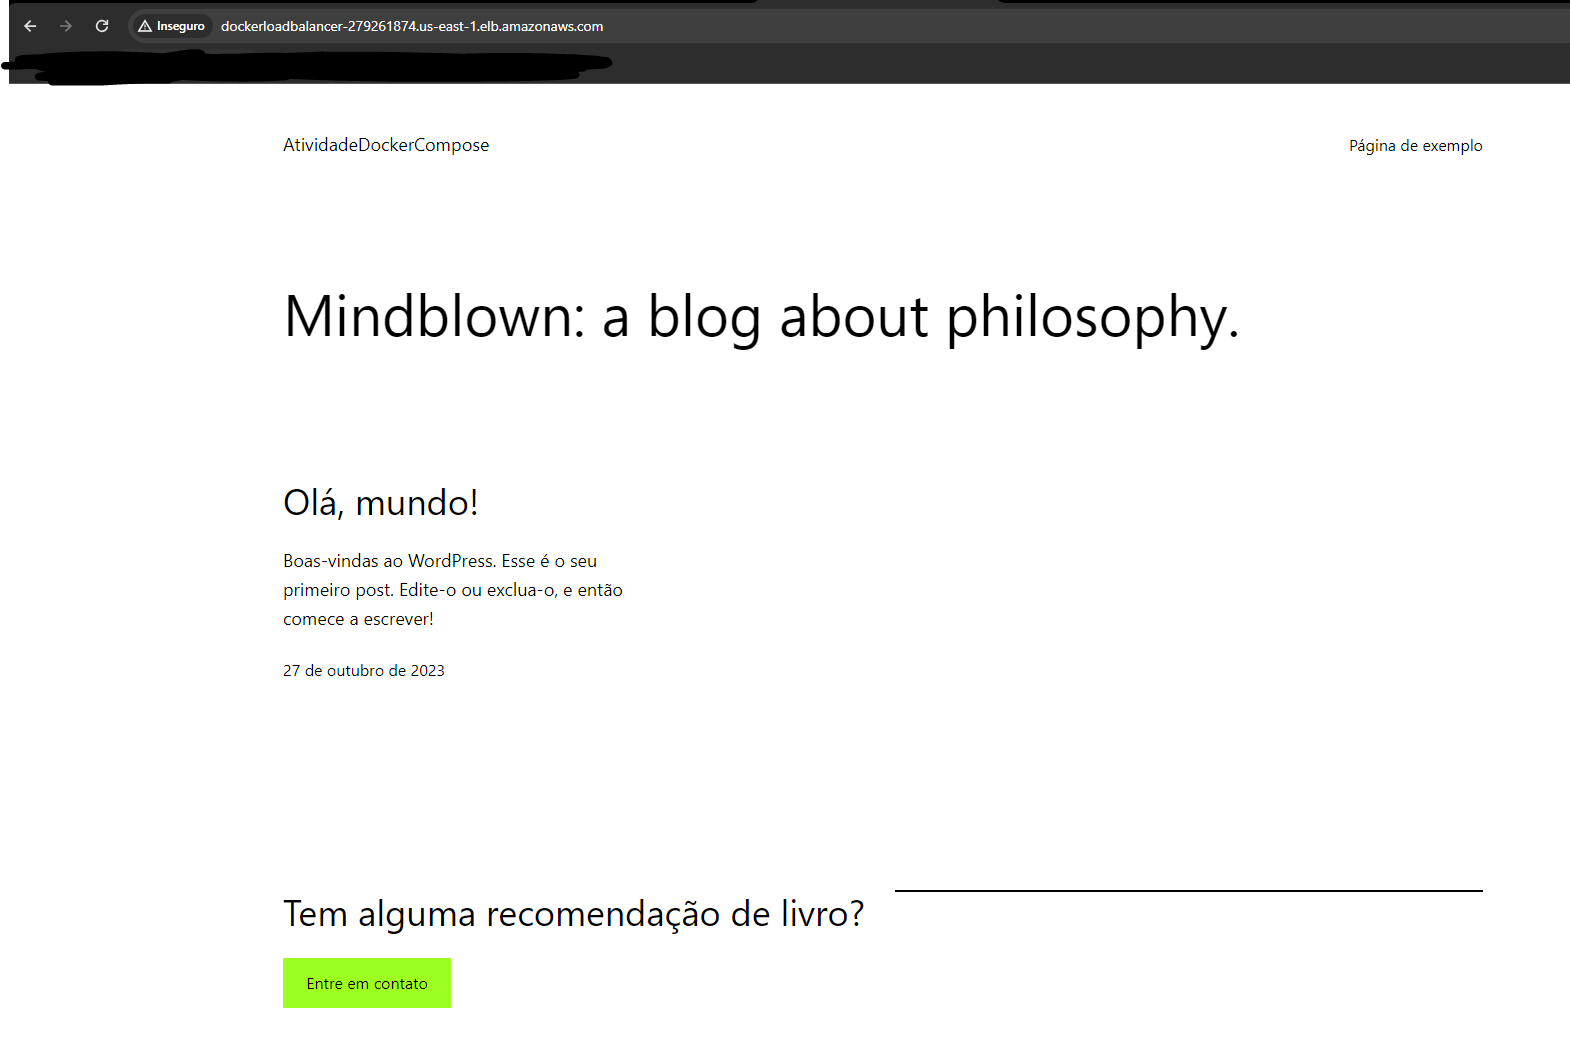 Inseguro dockerloadbalancer-279261874.us-east-1.elb.amazonaws.com
AtividadeDockerCompose
Página de exemplo
Mindblown: a blog about philosophy.
Olá, mundo!
Boas-vindas ao WordPress. Esse é o seu
primeiro post. Edite-o ou exclua-o, e então
comece a escrever!
27 de outubro de 2023
Tem alguma recomendação de livro?
Entre em contato